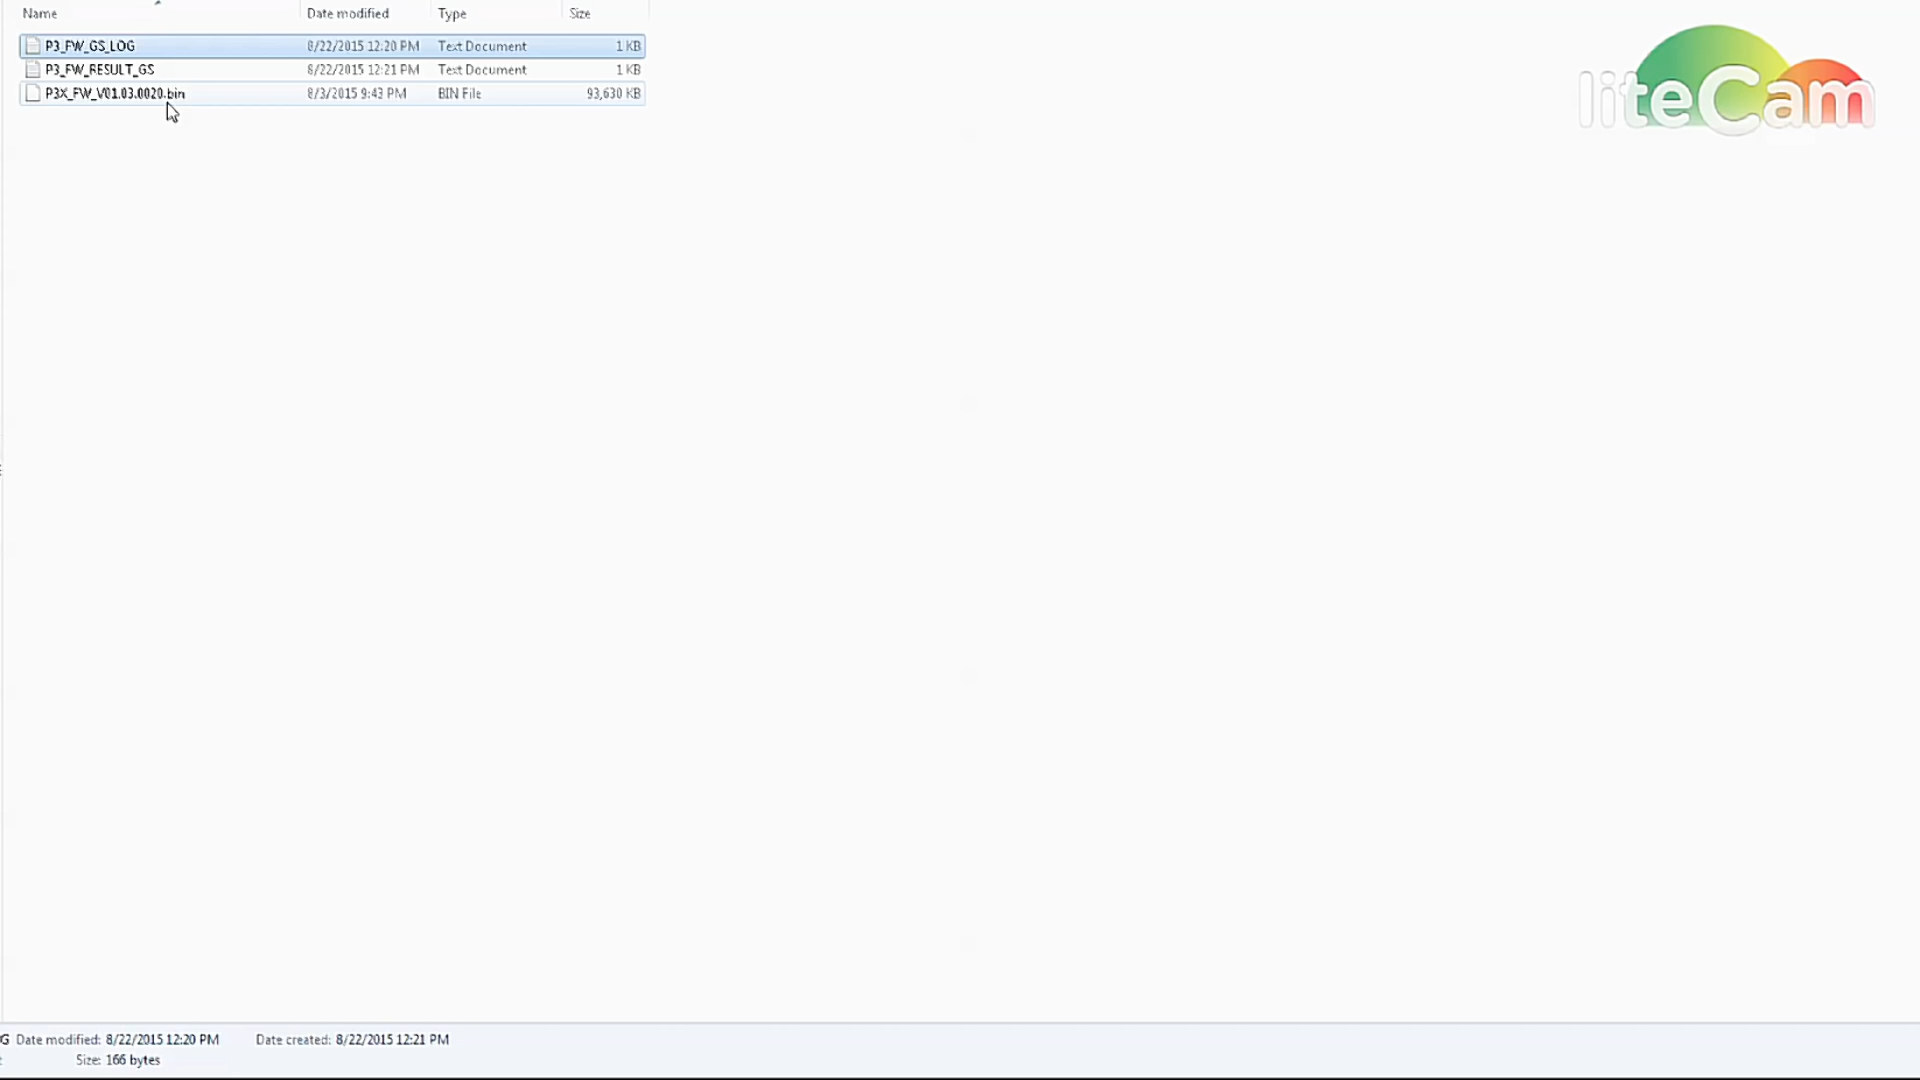 Name Date modified Type Size
P3_FW_GS_LOG 8/22/2015 12:20 PM Text Document 1 KB
P3_FW_RESULT_GS 8/22/2015 12:21 PM Text Document 1 KB
P3X_FW_V01.03.0020.bin 8/3/2015 9:43 PM BIN File 93,630 KB
liteCam
G Date modified: 8/22/2015 12:20 PM Date created: 8/22/2015 12:21 PM
Size: 166 bytes